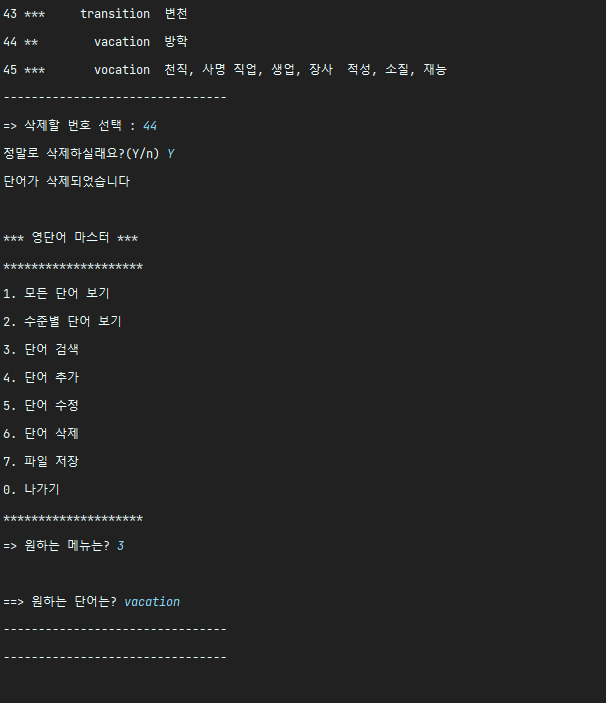 43 ***     transition  변천
44 **        vacation  방학
45 ***       vocation  천직, 사명 직업, 생업, 장사  적성, 소질, 재능
--------------------------------
=> 삭제할 번호 선택 : 44
정말로 삭제하실래요?(Y/n) Y
단어가 삭제되었습니다
*** 영단어 마스터 ***
********************
1. 모든 단어 보기
2. 수준별 단어 보기
3. 단어 검색
4. 단어 추가
5. 단어 수정
6. 단어 삭제
7. 파일 저장
0. 나가기
********************
=> 원하는 메뉴는? 3
==> 원하는 단어는? vacation
--------------------------------
--------------------------------